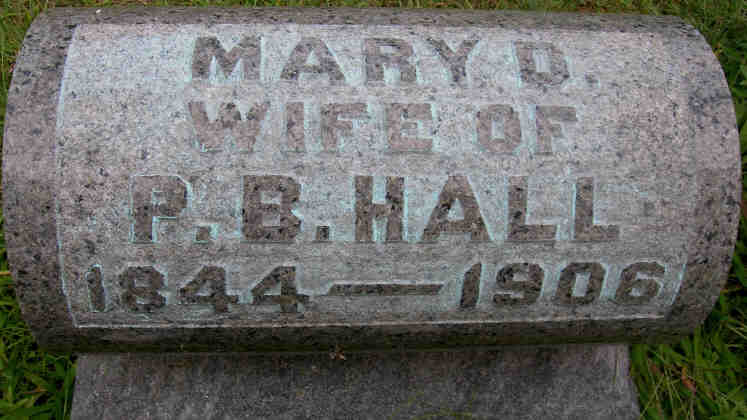 MARY D.
WIFE OF
P. B. HALL
1844—1906